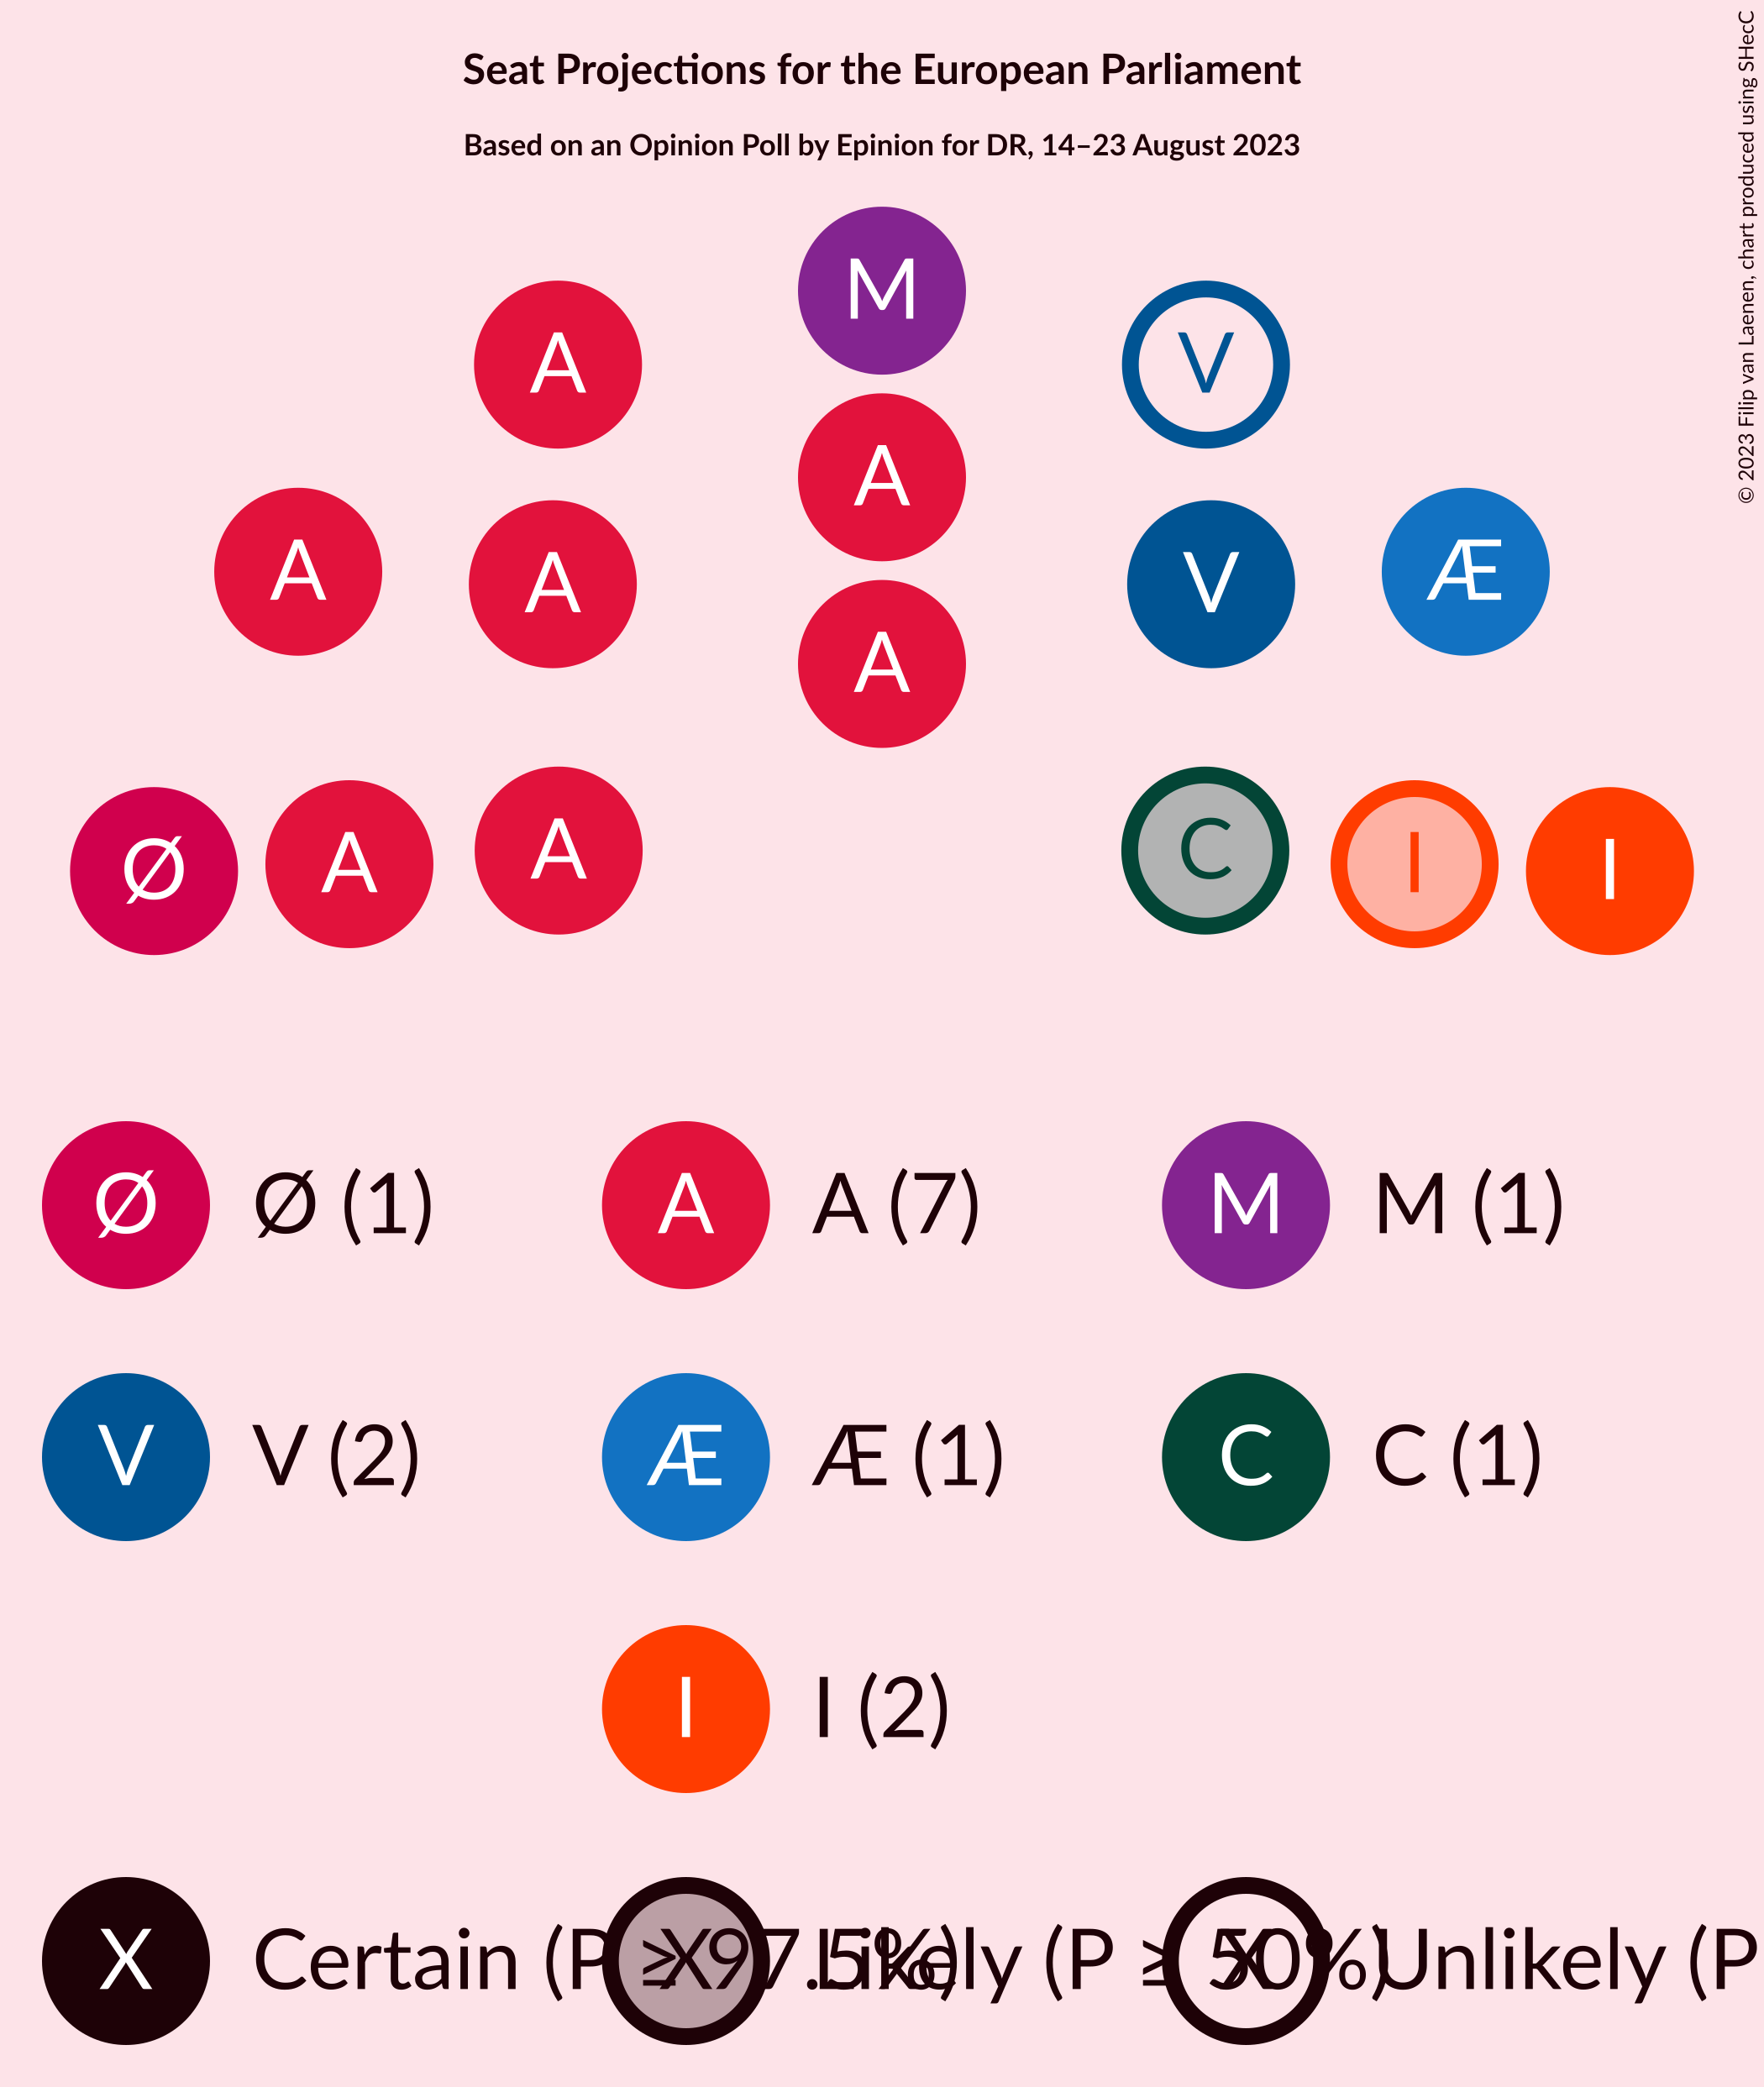 Seat Projections for the European Parliament
Based on an Opinion Poll by Epinion for DR, 14–23 August 2023
© 2023 Filip van Laenen, chart produced using SHecC
M
A
V
A
A
A
V
Æ
A
Ø
A
A
C
I
I
Ø Ø (1)
A A (7)
M M (1)
V V (2)
Æ Æ (1)
C C (1)
I I (2)
X Certain (P ≥ 97.5%)
X Likely (P ≥ 50%)
X Unlikely (P